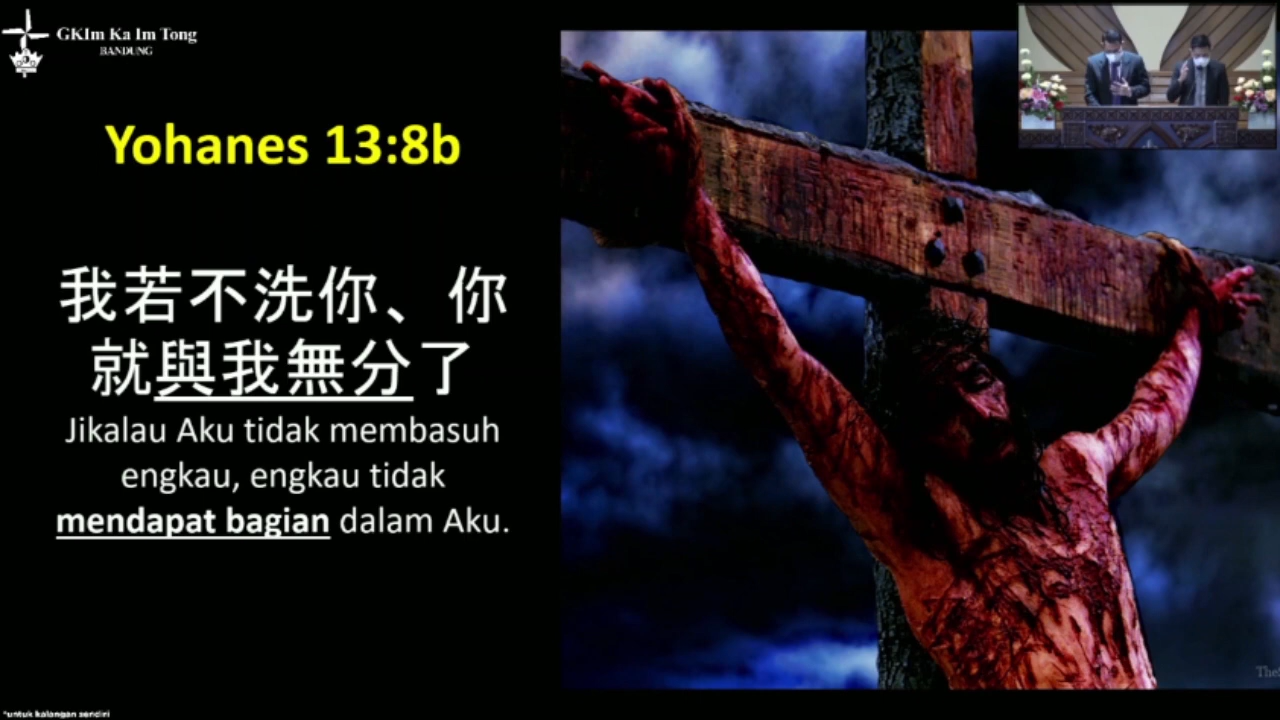 GKIm Ka Im Tong
BANDUNG
Yohanes 13:8b
我若不洗你、你
就與我無分了
Jikalau Aku tidak membasuh
engkau, engkau tidak
mendapat bagian dalam Aku.
*untuk kalangan sendiri